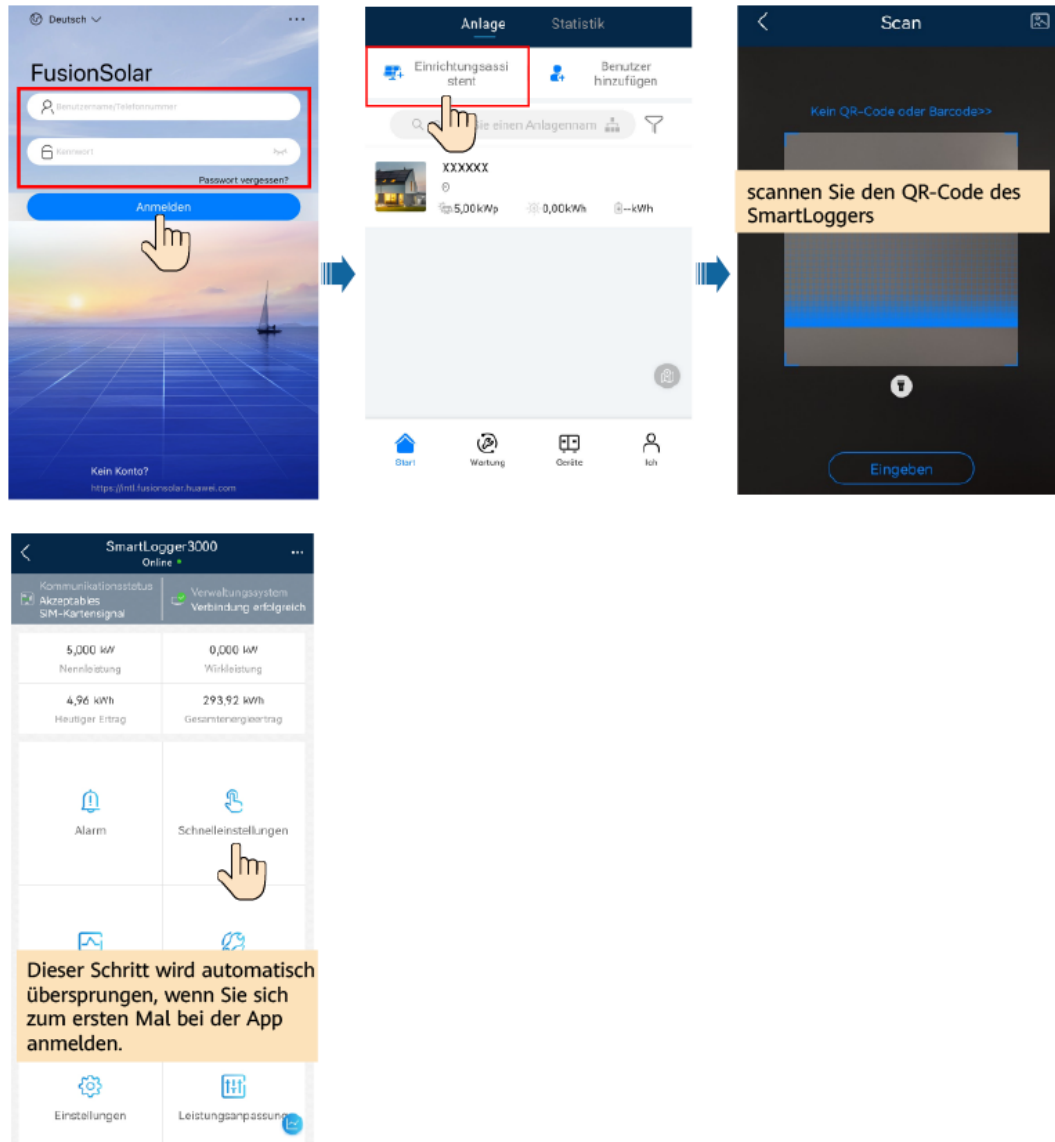 Deutsch
FusionSolar
Benutzername/Telefonnummer
Kennwort
Passwort vergessen?
Anmelden
Kein Konto?
https://intl.fusionsolar.huawei.com
Anlage Statistik
Einrichtungsassi
stent
Benutzer
hinzufügen
ie einen Anlagennam
XXXXXX
5,00kWp 0,00kWh --kWh
Start Wartung Geräte Ich
Scan
Kein QR-Code oder Barcode>>
scannen Sie den QR-Code des
SmartLoggers
Eingeben
SmartLogger3000
Online
Kommunikationsstatus
Akzeptables
SIM-Kartensignal
Verwaltungssystem
Verbindung erfolgreich
5,000 kW 0,000 kW
Nennleistung Wirkleistung
4,96 kWh 293,92 kWh
Heutiger Ertrag Gesamtenergieertrag
Alarm Schnelleinstellungen
Dieser Schritt wird automatisch
übersprungen, wenn Sie sich
zum ersten Mal bei der App
anmelden.
Einstellungen Leistungsanpassung